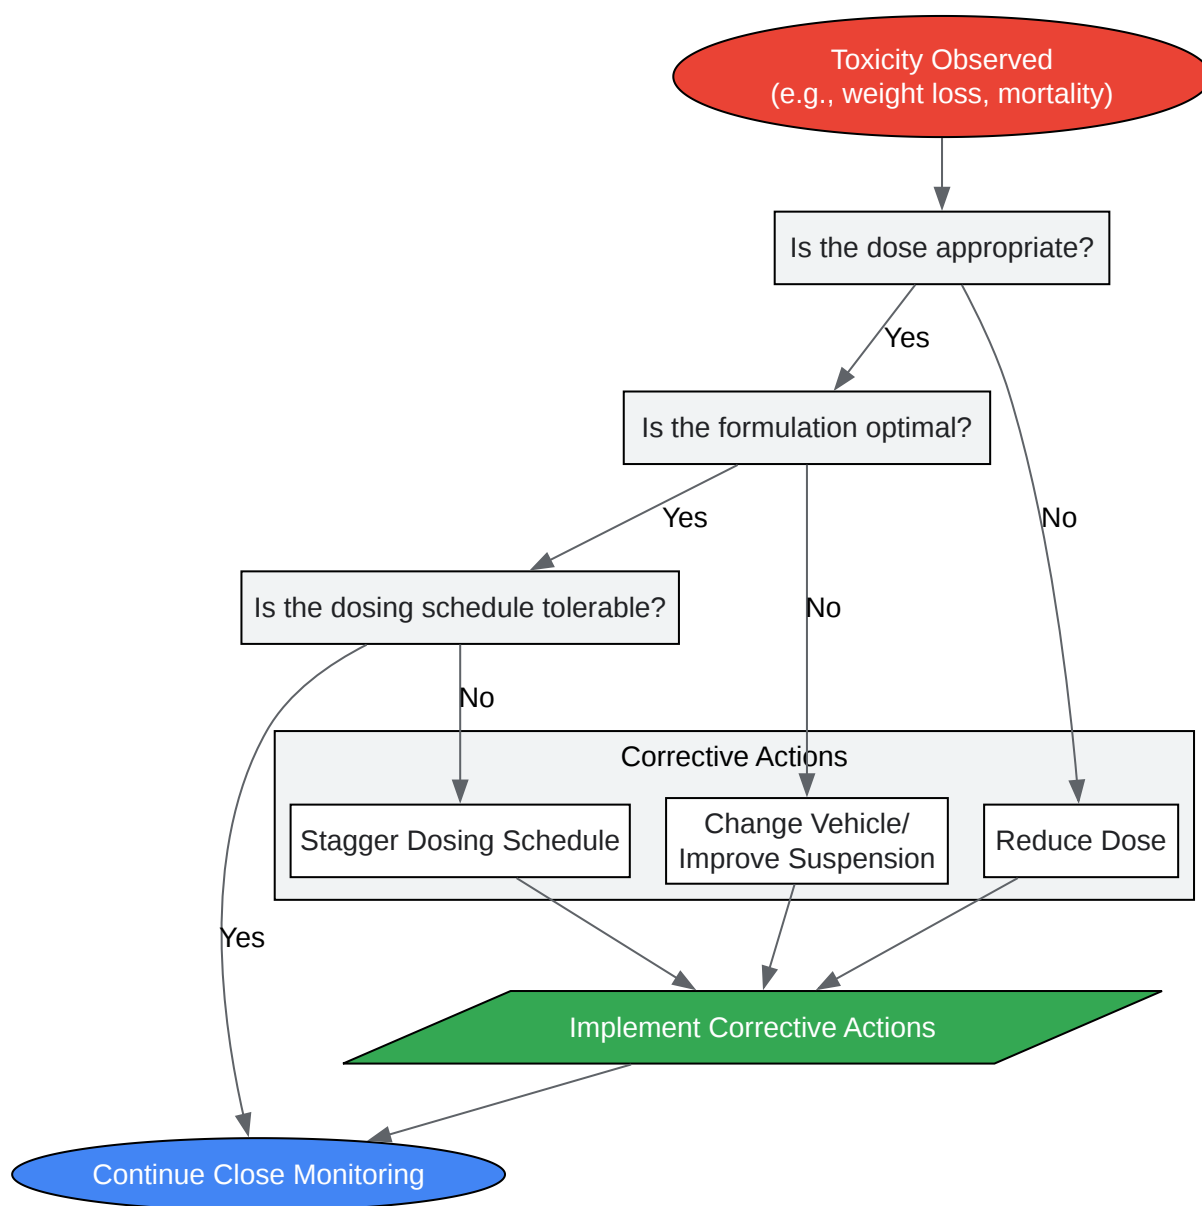 Toxicity Observed
(e.g., weight loss, mortality)
Is the dose appropriate?
Yes
Is the formulation optimal?
Yes
No
Is the dosing schedule tolerable?
No
No
Corrective Actions
Stagger Dosing Schedule
Change Vehicle/
Improve Suspension
Reduce Dose
Yes
Implement Corrective Actions
Continue Close Monitoring